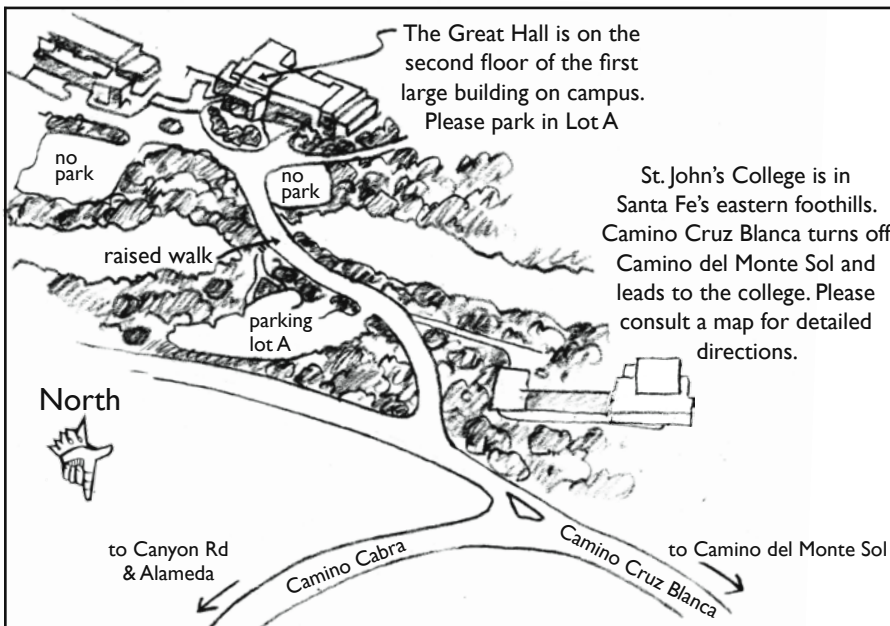 The Great Hall is on the
second floor of the first
large building on campus.
Please park in Lot A
no
park
no
park
St. John's College is in
Santa Fe's eastern foothills.
Camino Cruz Blanca turns off
Camino del Monte Sol and
leads to the college. Please
consult a map for detailed
directions.
raised walk
parking
lot A
North
to Canyon Rd
& Alameda
Camino Cabra
Camino Cruz Blanca
to Camino del Monte Sol